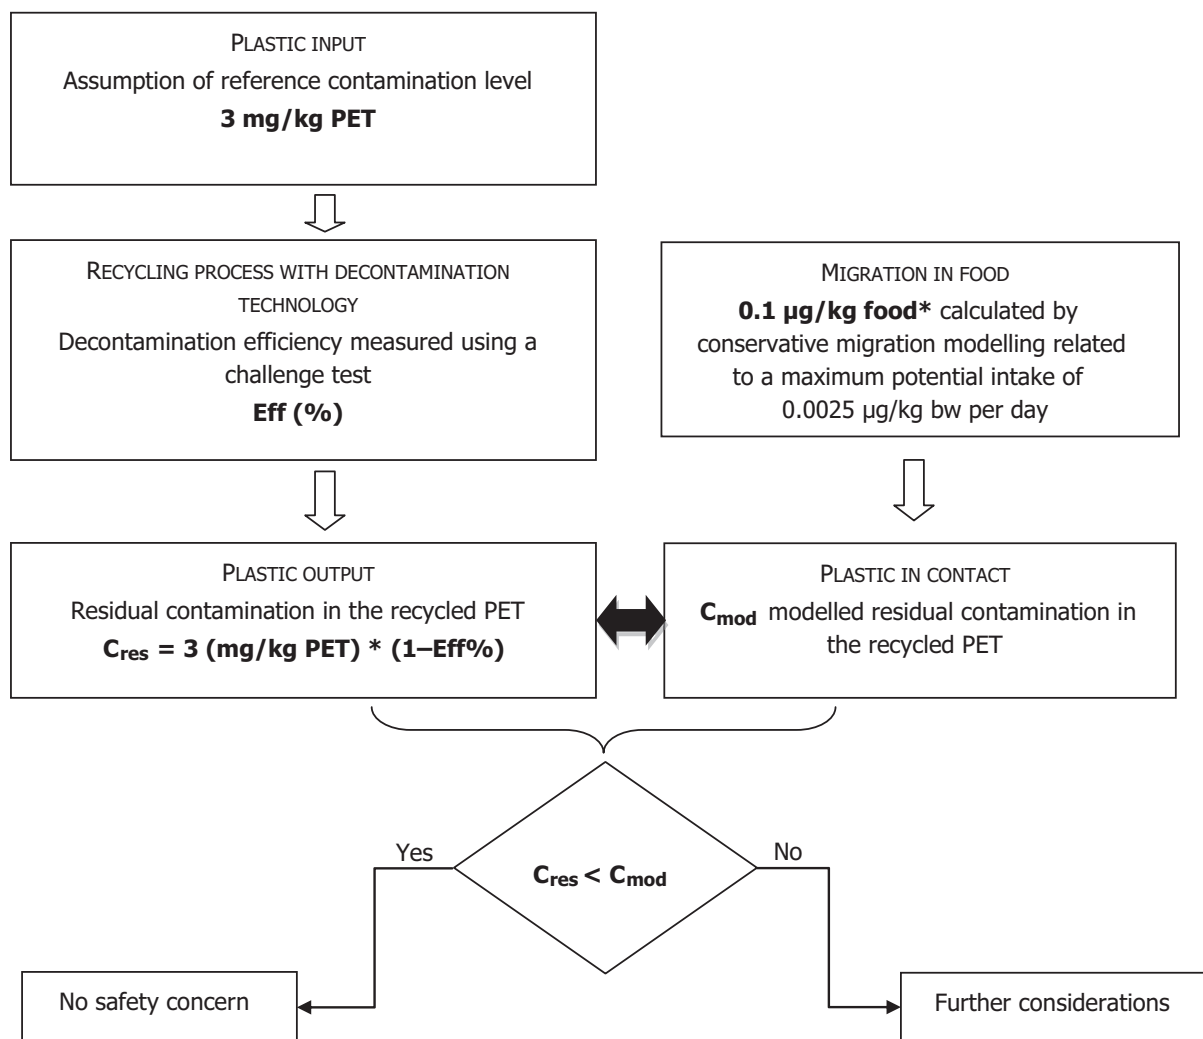 PLASTIC INPUT
Assumption of reference contamination level
3 mg/kg PET
RECYCLING PROCESS WITH DECONTAMINATION
TECHNOLOGY
Decontamination efficiency measured using a
challenge test
Eff (%)
MIGRATION IN FOOD
0.1 µg/kg food* calculated by
conservative migration modelling related
to a maximum potential intake of
0.0025 µg/kg bw per day
PLASTIC OUTPUT
Residual contamination in the recycled PET
Cres = 3 (mg/kg PET) * (1–Eff%)
PLASTIC IN CONTACT
Cmod modelled residual contamination in
the recycled PET
Yes
No
Cres < Cmod
No safety concern
Further considerations